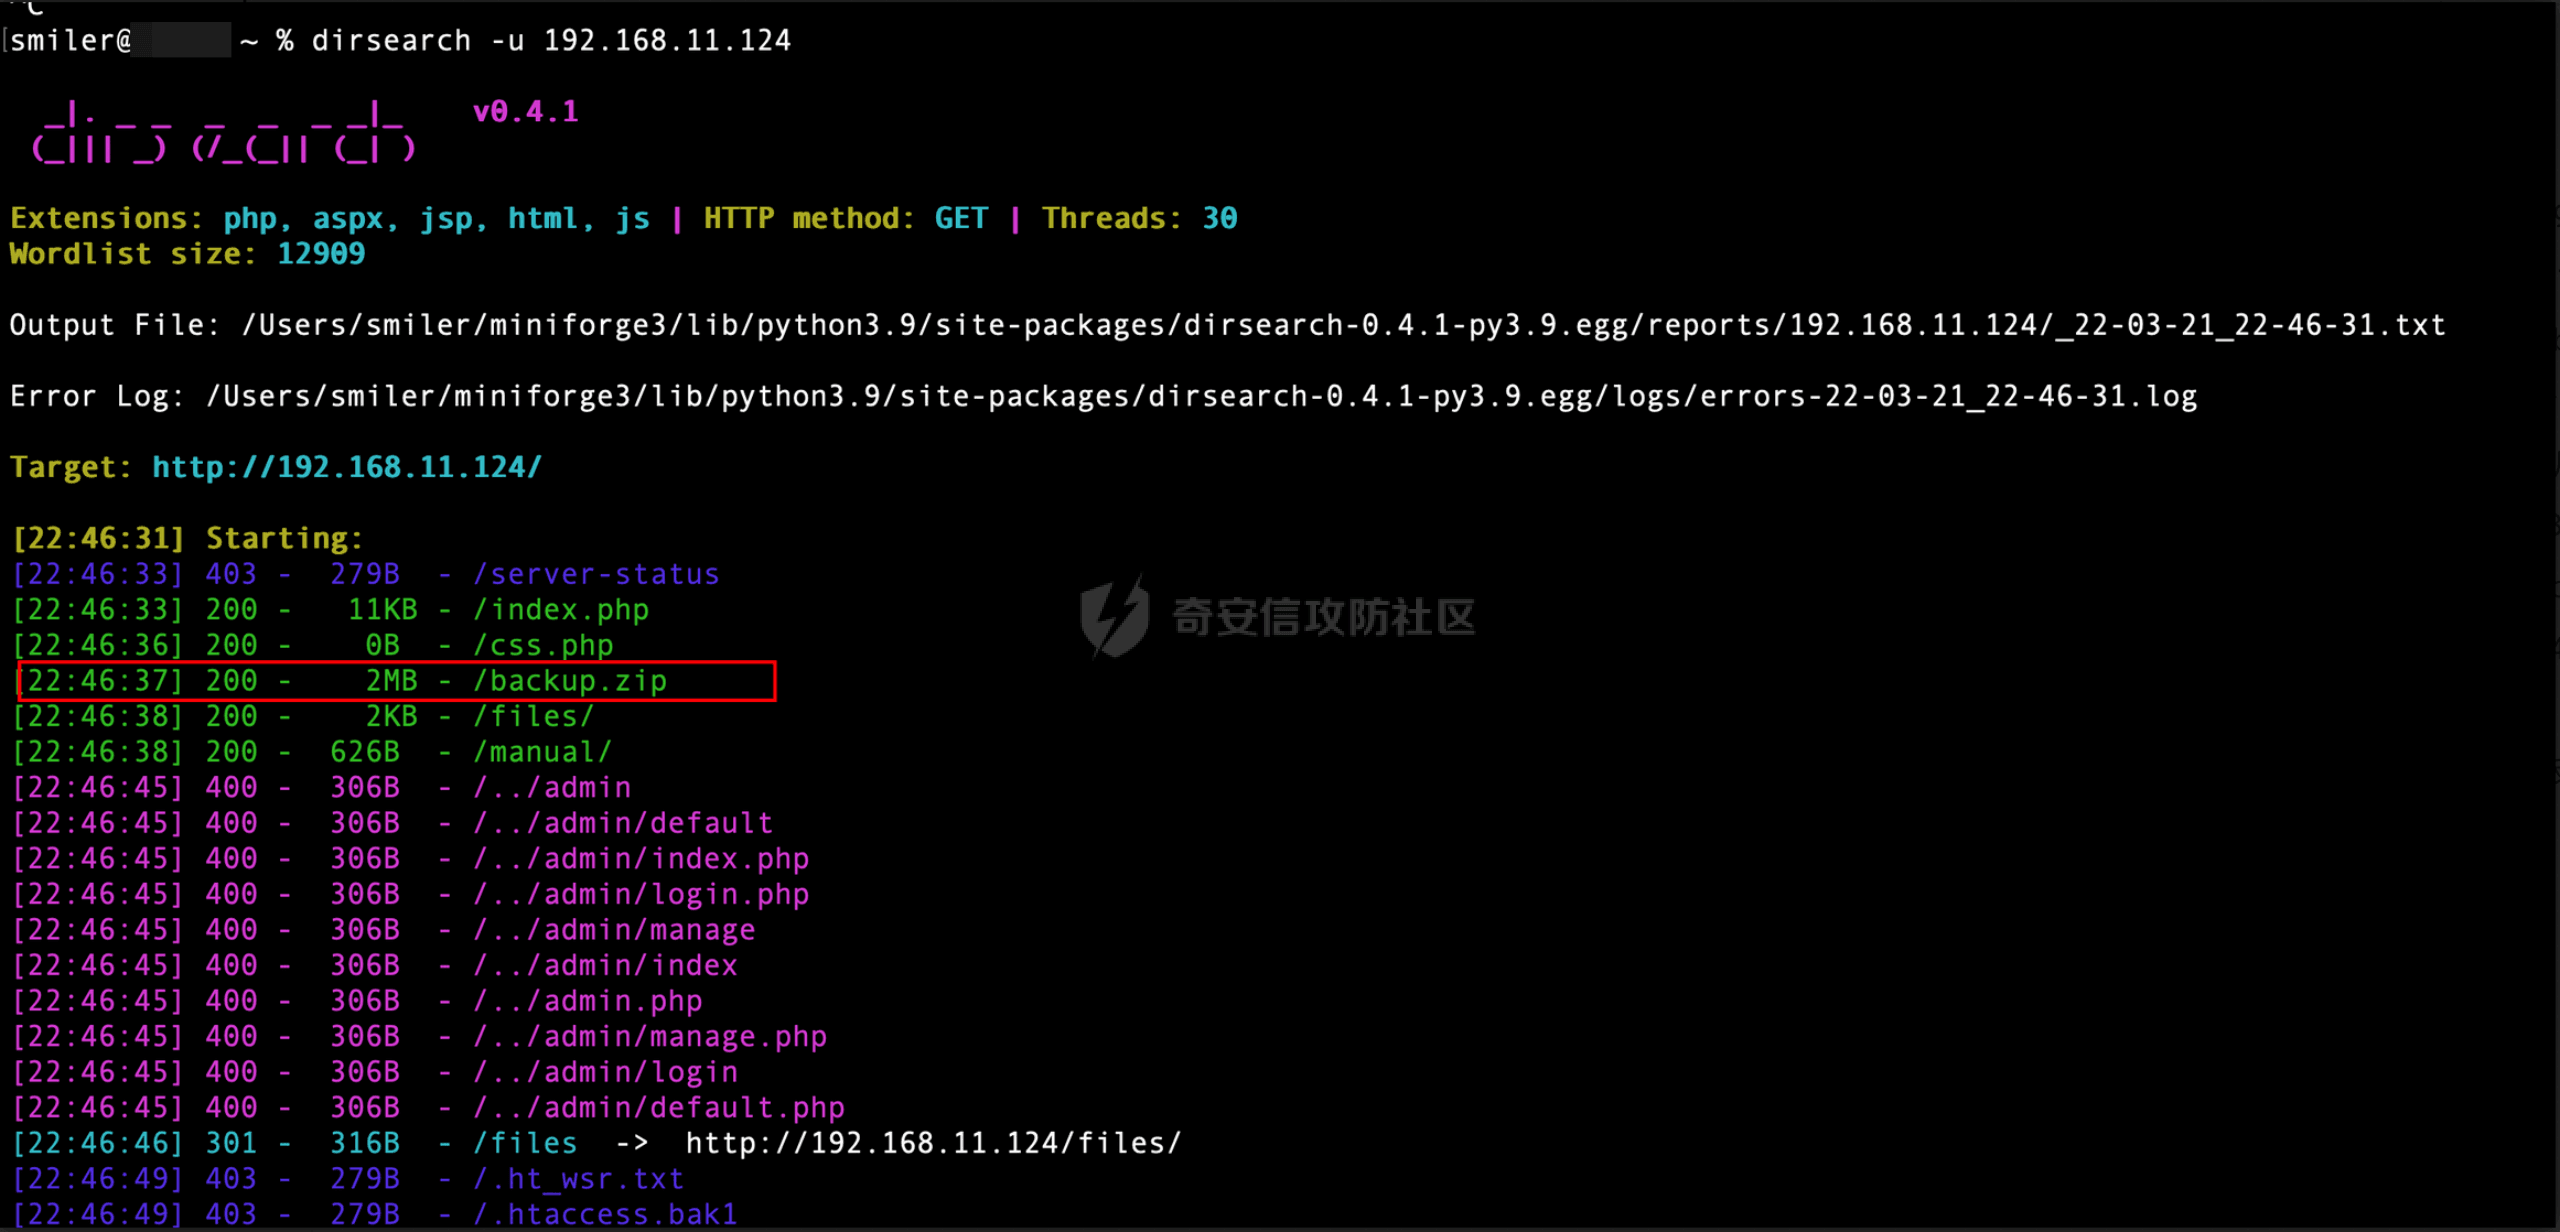 ^C
[smiler@ ~ % dirsearch -u 192.168.11.124
dirsearch v0.4.1
Extensions: php, aspx, jsp, html, js | HTTP method: GET | Threads: 30
Wordlist size: 12909
Output File: /Users/smiler/miniforge3/lib/python3.9/site-packages/dirsearch-0.4.1-py3.9.egg/reports/192.168.11.124/_22-03-21_22-46-31.txt
Error Log: /Users/smiler/miniforge3/lib/python3.9/site-packages/dirsearch-0.4.1-py3.9.egg/logs/errors-22-03-21_22-46-31.log
Target: http://192.168.11.124/
[22:46:31] Starting:
[22:46:33] 403 - 279B - /server-status
[22:46:33] 200 - 11KB - /index.php
[22:46:36] 200 - 0B - /css.php
[22:46:37] 200 - 2MB - /backup.zip
[22:46:38] 200 - 2KB - /files/
[22:46:38] 200 - 626B - /manual/
[22:46:45] 400 - 306B - /../admin
[22:46:45] 400 - 306B - /../admin/default
[22:46:45] 400 - 306B - /../admin/index.php
[22:46:45] 400 - 306B - /../admin/login.php
[22:46:45] 400 - 306B - /../admin/manage
[22:46:45] 400 - 306B - /../admin/index
[22:46:45] 400 - 306B - /../admin.php
[22:46:45] 400 - 306B - /../admin/manage.php
[22:46:45] 400 - 306B - /../admin/login
[22:46:45] 400 - 306B - /../admin/default.php
[22:46:46] 301 - 316B - /files -> http://192.168.11.124/files/
[22:46:49] 403 - 279B - /.ht_wsr.txt
[22:46:49] 403 - 279B - /.htaccess.bak1
奇安信攻防社区